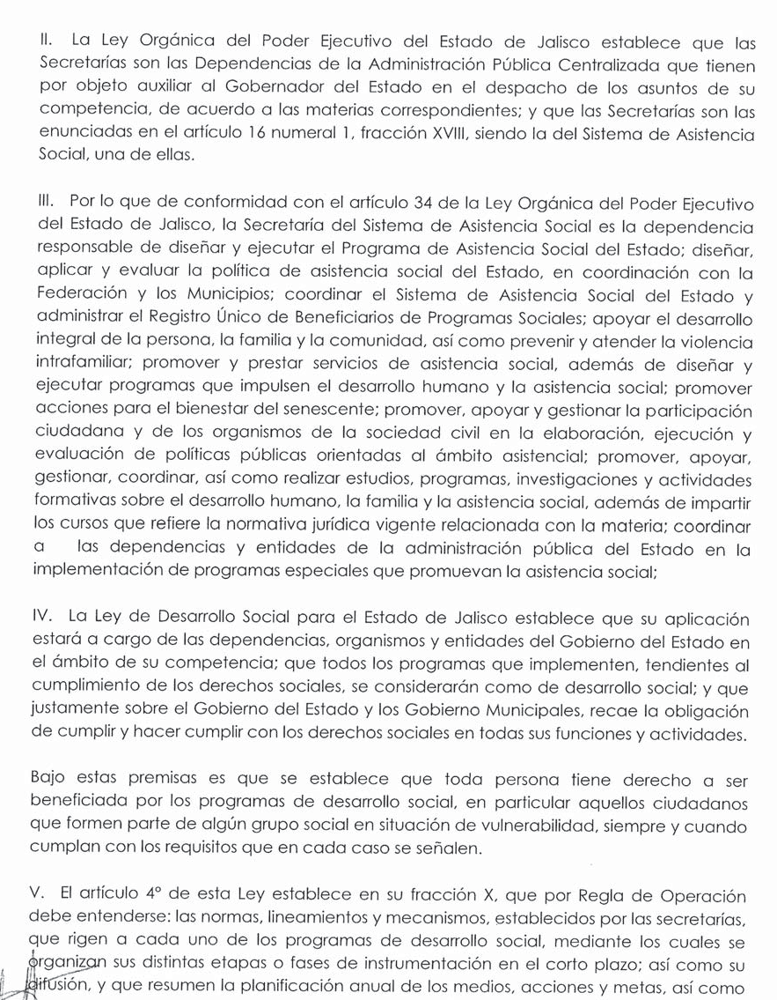 II. La Ley Orgánica del Poder Ejecutivo del Estado de Jalisco establece que las
Secretarías son las Dependencias de la Administración Pública Centralizada que tienen
por objeto auxiliar al Gobernador del Estado en el despacho de los asuntos de su
competencia, de acuerdo a las materias correspondientes; y que las Secretarías son las
enunciadas en el artículo 16 numeral 1, fracción XVIII, siendo la del Sistema de Asistencia
Social, una de ellas.
III. Por lo que de conformidad con el artículo 34 de la Ley Orgánica del Poder Ejecutivo
del Estado de Jalisco, la Secretaría del Sistema de Asistencia Social es la dependencia
responsable de diseñar y ejecutar el Programa de Asistencia Social del Estado; diseñar,
aplicar y evaluar la política de asistencia social del Estado, en coordinación con la
Federación y los Municipios; coordinar el Sistema de Asistencia Social del Estado y
administrar el Registro Único de Beneficiarios de Programas Sociales; apoyar el desarrollo
integral de la persona, la familia y la comunidad, así como prevenir y atender la violencia
intrafamiliar; promover y prestar servicios de asistencia social, además de diseñar y
ejecutar programas que impulsen el desarrollo humano y la asistencia social; promover
acciones para el bienestar del senescente; promover, apoyar y gestionar la participación
ciudadana y de los organismos de la sociedad civil en la elaboración, ejecución y
evaluación de políticas públicas orientadas al ámbito asistencial; promover, apoyar,
gestionar, coordinar, así como realizar estudios, programas, investigaciones y actividades
formativas sobre el desarrollo humano, la familia y la asistencia social, además de impartir
los cursos que refiere la normativa jurídica vigente relacionada con la materia; coordinar
a las dependencias y entidades de la administración pública del Estado en la
implementación de programas especiales que promuevan la asistencia social;
IV. La Ley de Desarrollo Social para el Estado de Jalisco establece que su aplicación
estará a cargo de las dependencias, organismos y entidades del Gobierno del Estado en
el ámbito de su competencia; que todos los programas que implementen, tendientes al
cumplimiento de los derechos sociales, se considerarán como de desarrollo social; y que
justamente sobre el Gobierno del Estado y los Gobierno Municipales, recae la obligación
de cumplir y hacer cumplir con los derechos sociales en todas sus funciones y actividades.
Bajo estas premisas es que se establece que toda persona tiene derecho a ser
beneficiada por los programas de desarrollo social, en particular aquellos ciudadanos
que formen parte de algún grupo social en situación de vulnerabilidad, siempre y cuando
cumplan con los requisitos que en cada caso se señalen.
V. El artículo 4° de esta Ley establece en su fracción X, que por Regla de Operación
debe entenderse: las normas, lineamientos y mecanismos, establecidos por las secretarías,
que rigen a cada uno de los programas de desarrollo social, mediante los cuales se
organizan sus distintas etapas o fases de instrumentación en el corto plazo; así como su
difusión, y que resumen la planificación anual de los medios, acciones y metas, así como